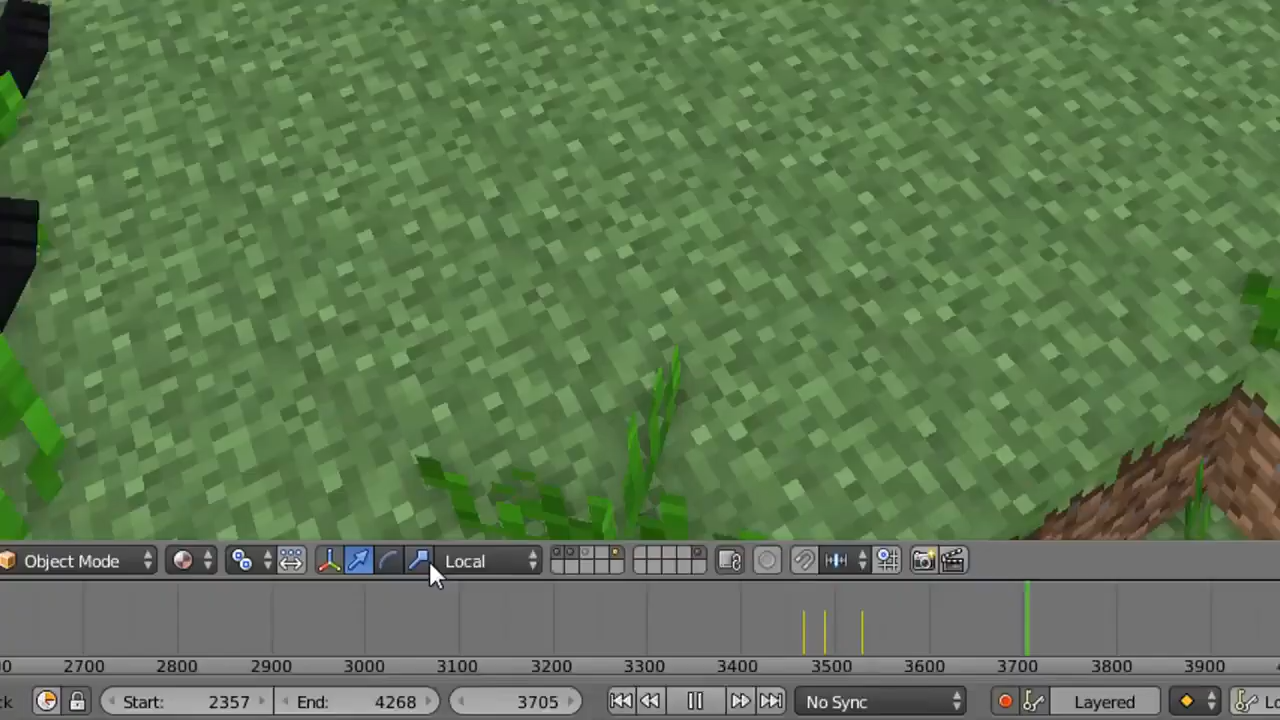 Object Mode
Local
2700 2800 2900 3000 3100 3200 3300 3400 3500 3600 3700 3800 3900
Start: 2357 End: 4268 3705 No Sync Layered